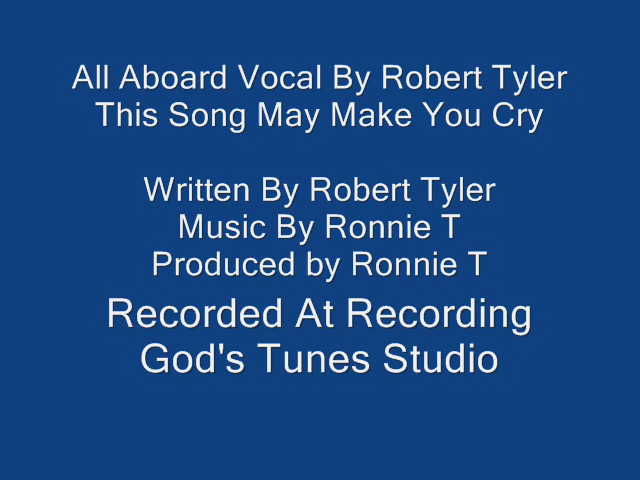 All Aboard Vocal By Robert Tyler
This Song May Make You Cry
Written By Robert Tyler
Music By Ronnie T
Produced by Ronnie T
Recorded At Recording
God's Tunes Studio